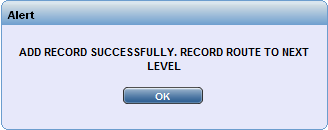 Alert
ADD RECORD SUCCESSFULLY. RECORD ROUTE TO NEXT
LEVEL
OK